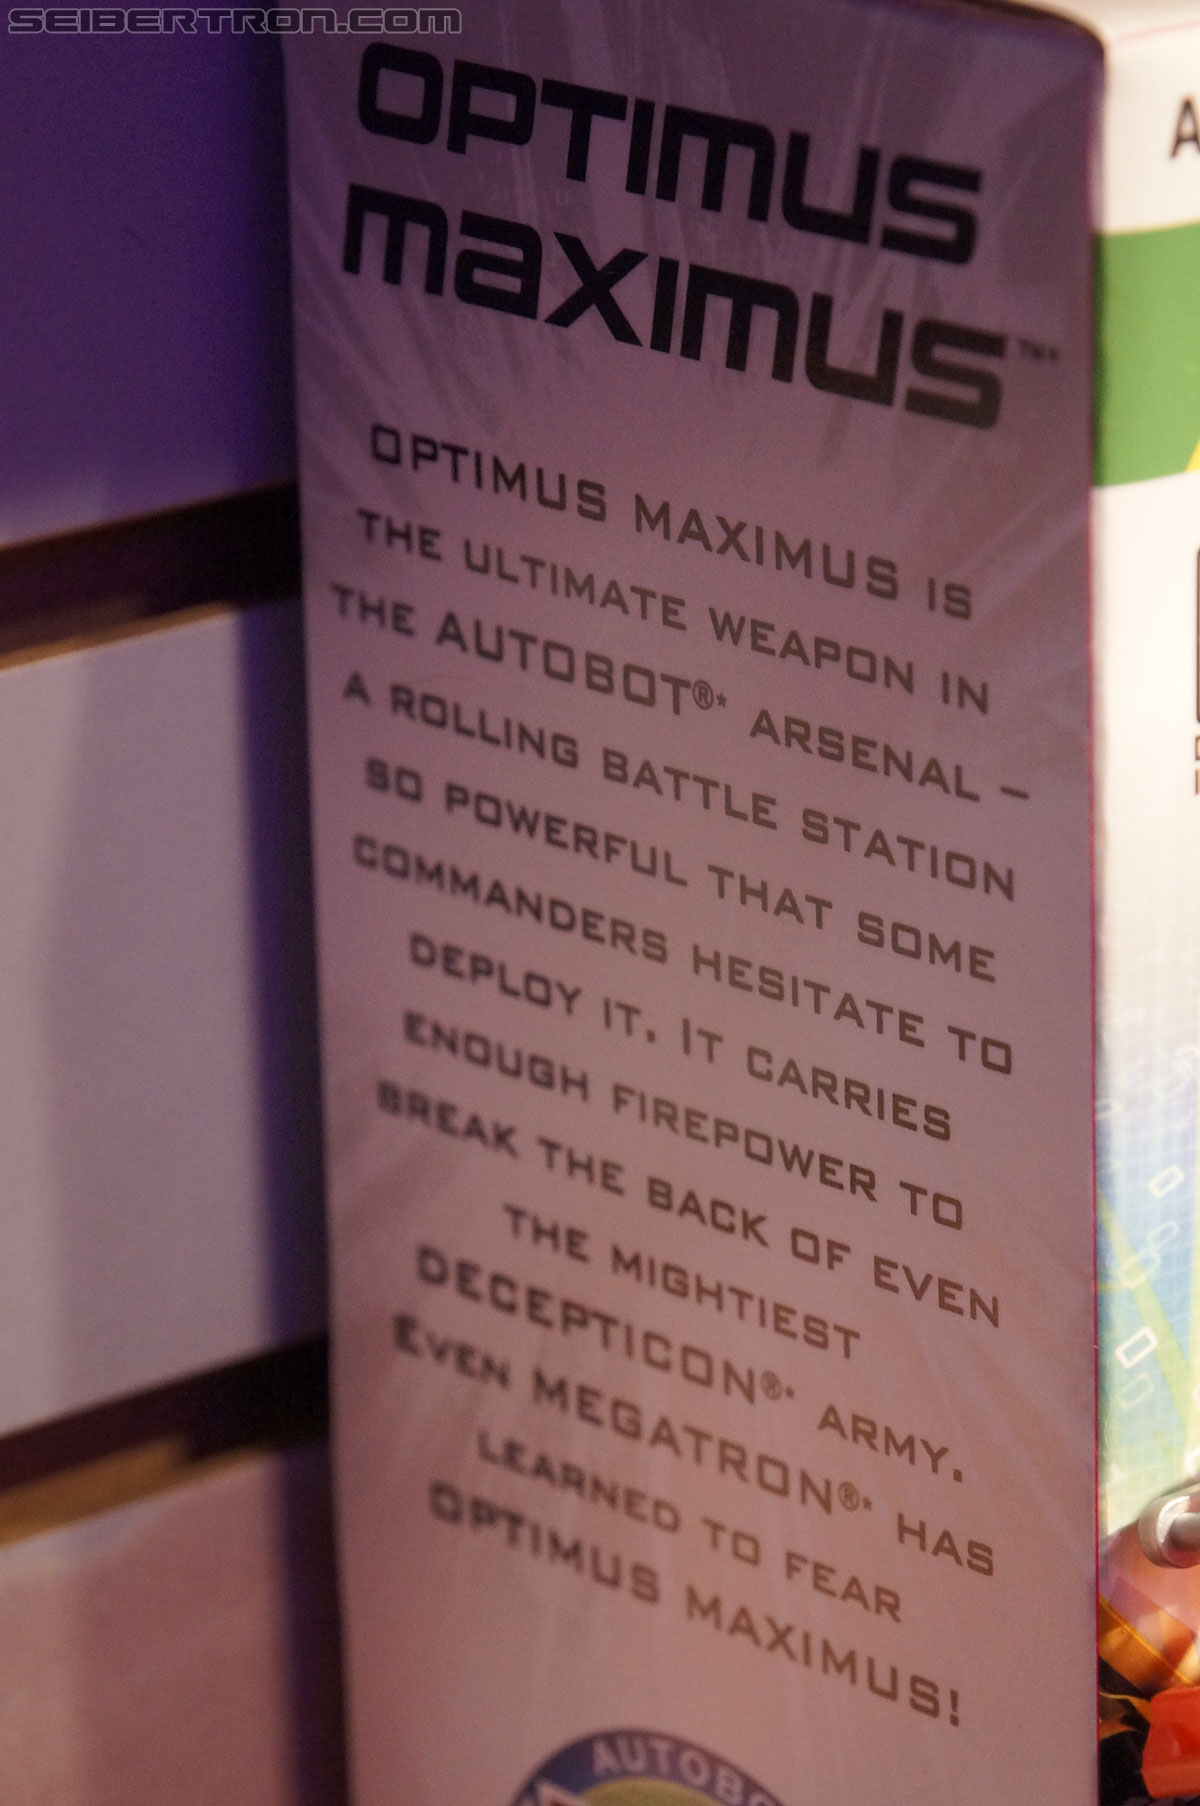 SEIBERTRON.COM
OPTIMUS
MAXIMUS™*
OPTIMUS MAXIMUS IS
THE ULTIMATE WEAPON IN
THE AUTOBOT®* ARSENAL –
A ROLLING BATTLE STATION
SO POWERFUL THAT SOME
COMMANDERS HESITATE TO
DEPLOY IT. IT CARRIES
ENOUGH FIREPOWER TO
BREAK THE BACK OF EVEN
THE MIGHTIEST
DECEPTICON®* ARMY.
EVEN MEGATRON®* HAS
LEARNED TO FEAR
OPTIMUS MAXIMUS!
AUTOBO
A